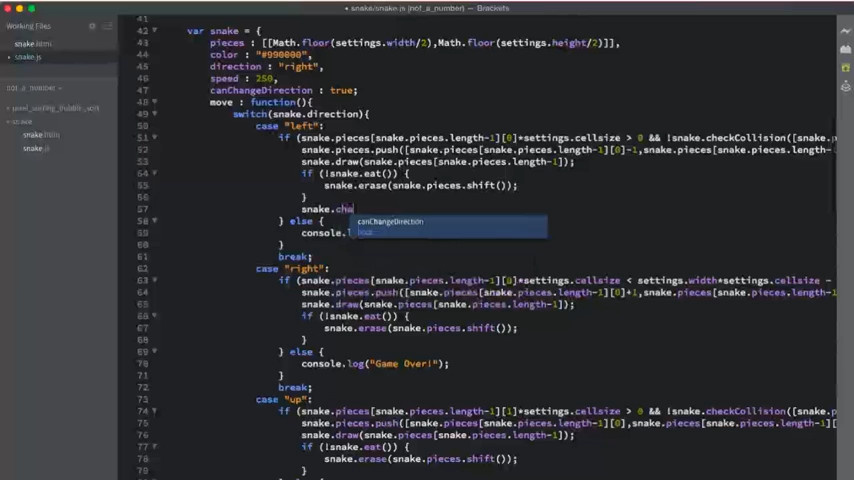 • snake/snake.js (not_a_number) — Brackets
Working Files
snake.html
• snake.js
not_a_number
pixel_sorting_bubble_sort
snake
snake.html
snake.js
41
42 var snake = {
43 pieces : [[Math.floor(settings.width/2),Math.floor(settings.height/2)]],
44 color : "#990000",
45 direction : "right",
46 speed : 250,
47 canChangeDirection : true;
48 move : function(){
49 switch(snake.direction){
50 case "left":
51 if (snake.pieces[snake.pieces.length-1][0]*settings.cellsize > 0 && !snake.checkCollision([snake.p
52 snake.pieces.push([snake.pieces[snake.pieces.length-1][0]-1,snake.pieces[snake.pieces.length-1][
53 snake.draw(snake.pieces[snake.pieces.length-1]);
54 if (!snake.eat()) {
55 snake.erase(snake.pieces.shift());
56 }
57 snake.cha
canChangeDirection
58 } else {
59 console.l
60 }
61 break;
62 case "right":
63 if (snake.pieces[snake.pieces.length-1][0]*settings.cellsize < settings.width*settings.cellsize -
64 snake.pieces.push([snake.pieces[snake.pieces.length-1][0]+1,snake.pieces[snake.pieces.length-1][
65 snake.draw(snake.pieces[snake.pieces.length-1]);
66 if (!snake.eat()) {
67 snake.erase(snake.pieces.shift());
68 }
69 } else {
70 console.log("Game Over!");
71 }
72 break;
73 case "up":
74 if (snake.pieces[snake.pieces.length-1][1]*settings.cellsize > 0 && !snake.checkCollision([snake.p
75 snake.pieces.push([snake.pieces[snake.pieces.length-1][0],snake.pieces[snake.pieces.length-1][
76 snake.draw(snake.pieces[snake.pieces.length-1]);
77 if (!snake.eat()) {
78 snake.erase(snake.pieces.shift());
79 }